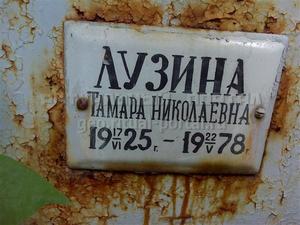 ЛУЗИНА
ТАМАРА НИКОЛАЕВНА
19 17/VI 25 г. – 19 22/V 78.